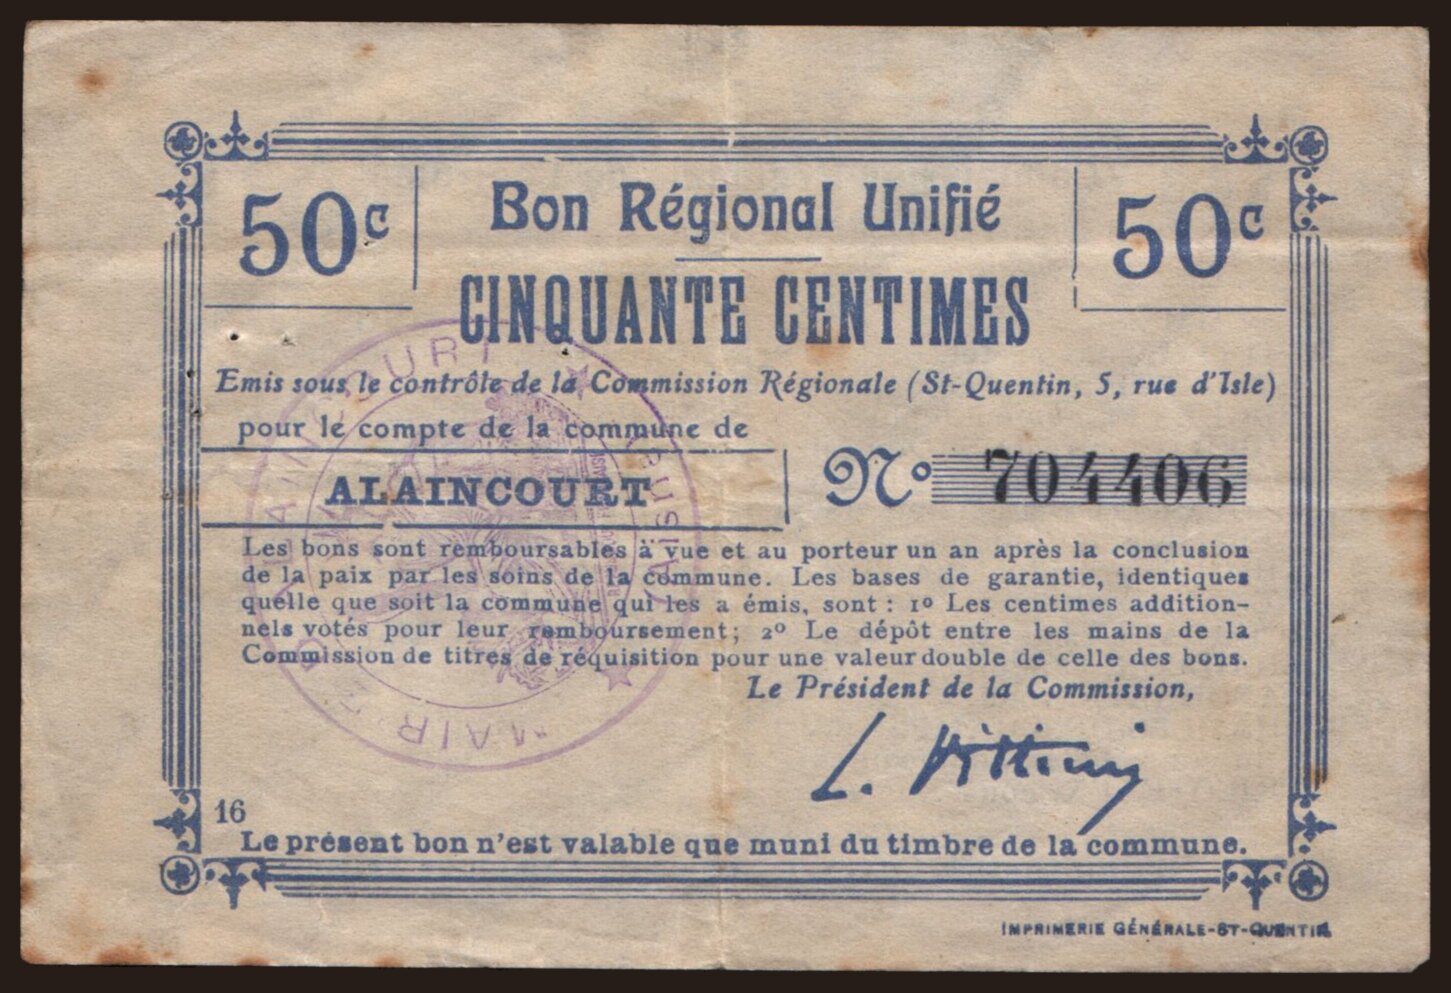 50c
Bon Régional Unifié
50c
CINQUANTE CENTIMES
Emis sous le contrôle de la Commission Régionale (St-Quentin, 5, rue d'Isle)
pour le compte de la commune de
ALAINCOURT
No 704406
Les bons sont remboursables à vue et au porteur un an après la conclusion
de la paix par les soins de la commune. Les bases de garantie, identiques
quelle que soit la commune qui les a émis, sont : 1o Les centimes addition-
nels votés pour leur remboursement; 2o Le dépôt entre les mains de la
Commission de titres de réquisition pour une valeur double de celle des bons.
Le Président de la Commission,
16
Le présent bon n'est valable que muni du timbre de la commune.
IMPRIMERIE GÉNÉRALE-ST-QUENTIN
MAIRIE D'ALAINCOURT
(Aisne)